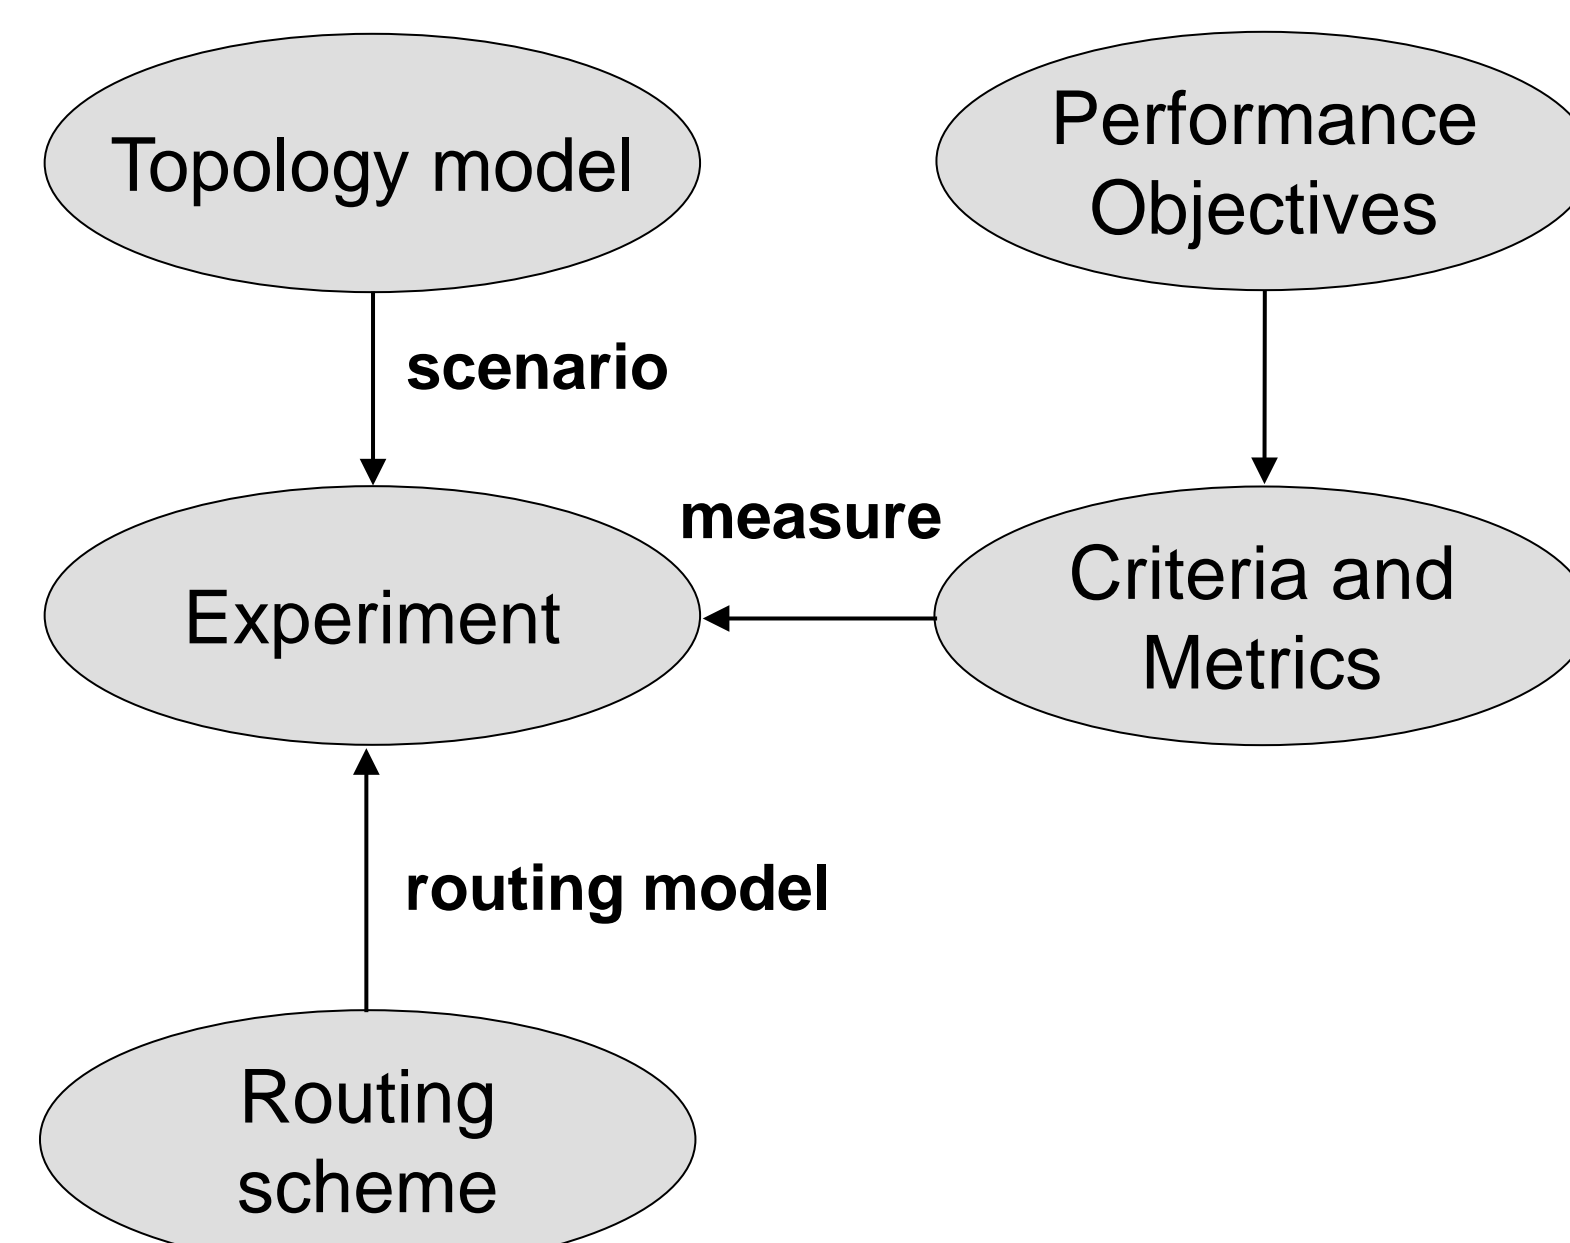 Topology model
Performance
Objectives
scenario
measure
Experiment
Criteria and
Metrics
routing model
Routing
scheme